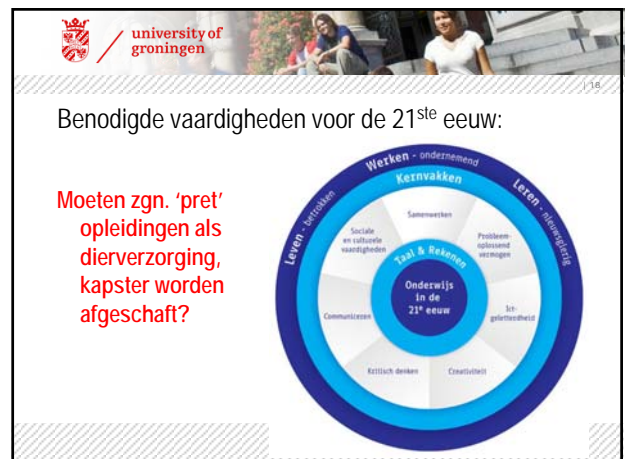 university of
groningen
| 18
Benodigde vaardigheden voor de 21ste eeuw:
Moeten zgn. ‘pret’
opleidingen als
dierverzorging,
kapster worden
afgeschaft?
Werken - ondernemend
Leren - nieuwsgierig
Leven - betrokken
Kernvakken
Samenwerken
Probleem-
oplossend
vermogen
Ict-
geletterdheid
Creativiteit
Kritisch denken
Communiceren
Sociale
en culturele
vaardigheden
Taal & Rekenen
Onderwijs
in de
21e eeuw